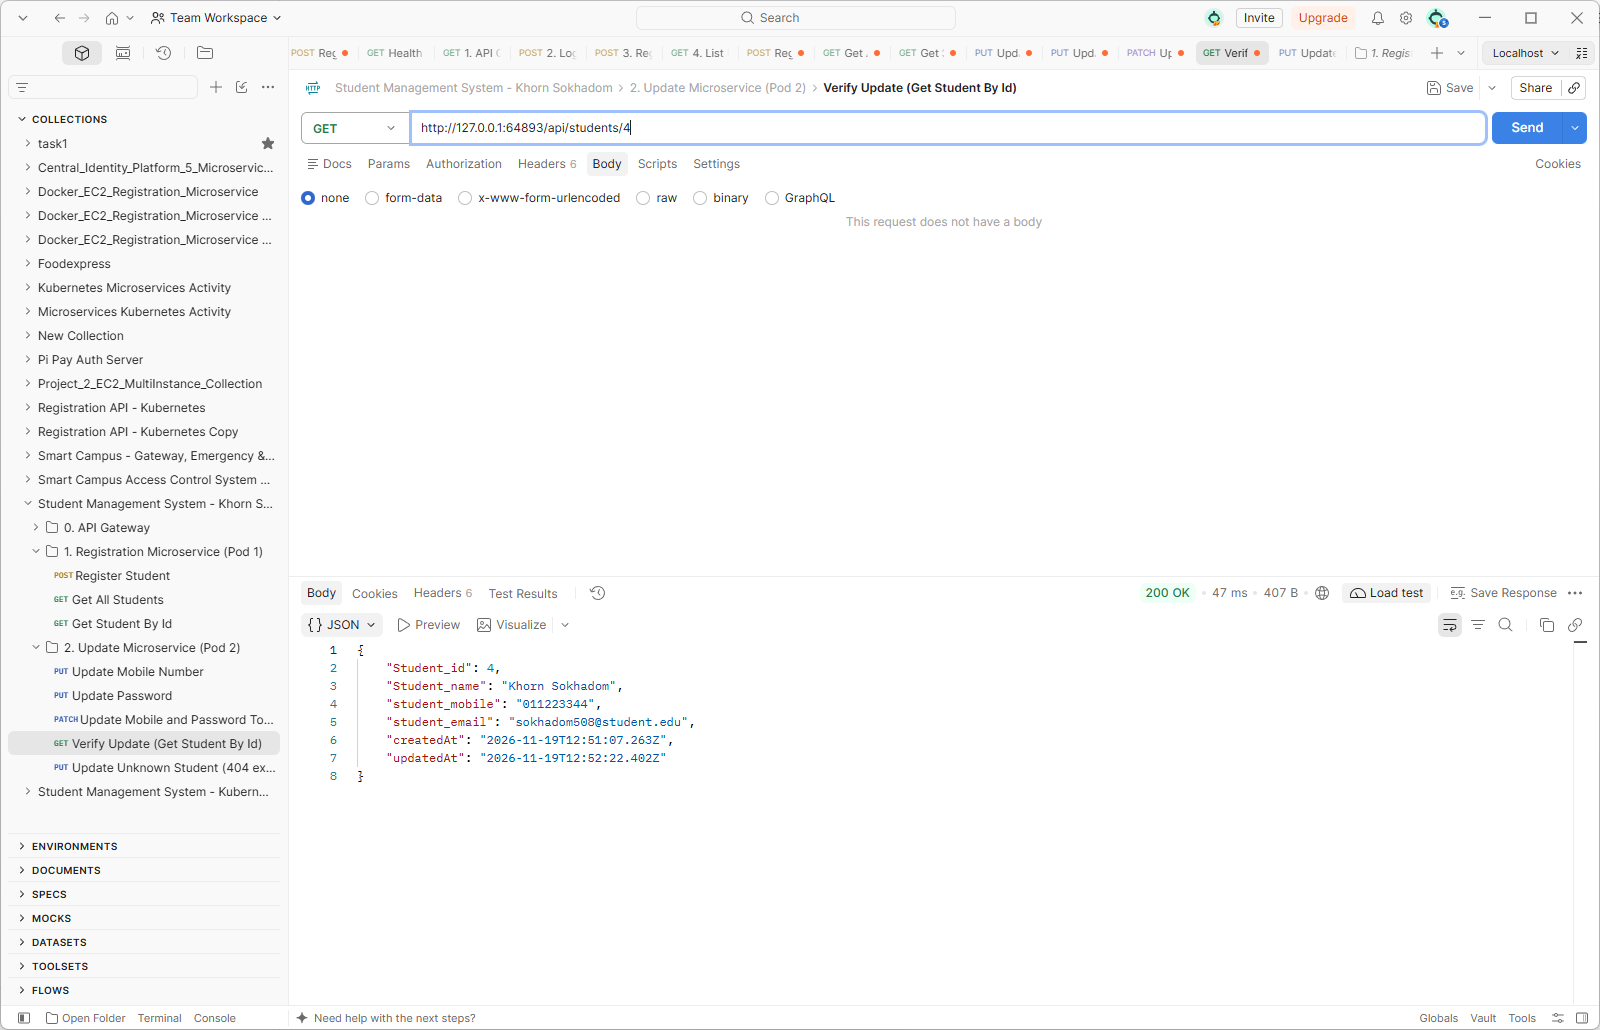 Team Workspace
Search
Invite
Upgrade
POST Reg
GET Health
GET 1. API
POST 2. Lo
POST 3. Re
GET 4. List
POST Reg
GET Get
GET Get
PUT Upd
PUT Upd
PATCH Up
GET Verif
PUT Update
1. Regis
Localhost
HTTP Student Management System - Khorn Sokhadom > 2. Update Microservice (Pod 2) > Verify Update (Get Student By Id)
Save
Share
GET
http://127.0.0.1:64893/api/students/4
Send
Docs Params Authorization Headers 6 Body Scripts Settings
Cookies
none form-data x-www-form-urlencoded raw binary GraphQL
This request does not have a body
COLLECTIONS
task1
Central_Identity_Platform_5_Microservic...
Docker_EC2_Registration_Microservice
Docker_EC2_Registration_Microservice ...
Docker_EC2_Registration_Microservice ...
Foodexpress
Kubernetes Microservices Activity
Microservices Kubernetes Activity
New Collection
Pi Pay Auth Server
Project_2_EC2_MultiInstance_Collection
Registration API - Kubernetes
Registration API - Kubernetes Copy
Smart Campus - Gateway, Emergency &...
Smart Campus Access Control System ...
Student Management System - Khorn S...
0. API Gateway
1. Registration Microservice (Pod 1)
POST Register Student
GET Get All Students
GET Get Student By Id
2. Update Microservice (Pod 2)
PUT Update Mobile Number
PUT Update Password
PATCH Update Mobile and Password To...
GET Verify Update (Get Student By Id)
PUT Update Unknown Student (404 ex...
Student Management System - Kubern...
ENVIRONMENTS
DOCUMENTS
SPECS
MOCKS
DATASETS
TOOLSETS
FLOWS
Body Cookies Headers 6 Test Results
200 OK • 47 ms • 407 B
Load test
e.g. Save Response
{} JSON
Preview
Visualize
1 {
2 "Student_id": 4,
3 "Student_name": "Khorn Sokhadom",
4 "student_mobile": "011223344",
5 "student_email": "sokhadom508@student.edu",
6 "createdAt": "2026-11-19T12:51:07.263Z",
7 "updatedAt": "2026-11-19T12:52:22.402Z"
8 }
Open Folder Terminal Console
Need help with the next steps?
Globals Vault Tools